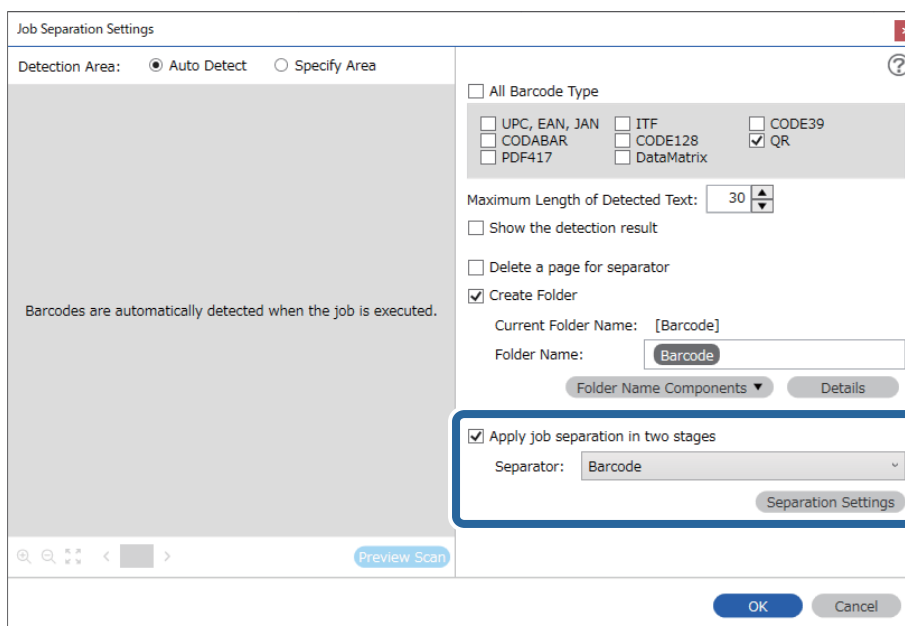 Job Separation Settings
Detection Area: Auto Detect Specify Area
?
All Barcode Type
UPC, EAN, JAN ITF CODE39
CODABAR CODE128 QR
PDF417 DataMatrix
Maximum Length of Detected Text: 30
Show the detection result
Delete a page for separator
Create Folder
Barcodes are automatically detected when the job is executed.
Current Folder Name: [Barcode]
Folder Name: Barcode
Folder Name Components Details
Apply job separation in two stages
Separator: Barcode
Separation Settings
Preview Scan
OK Cancel